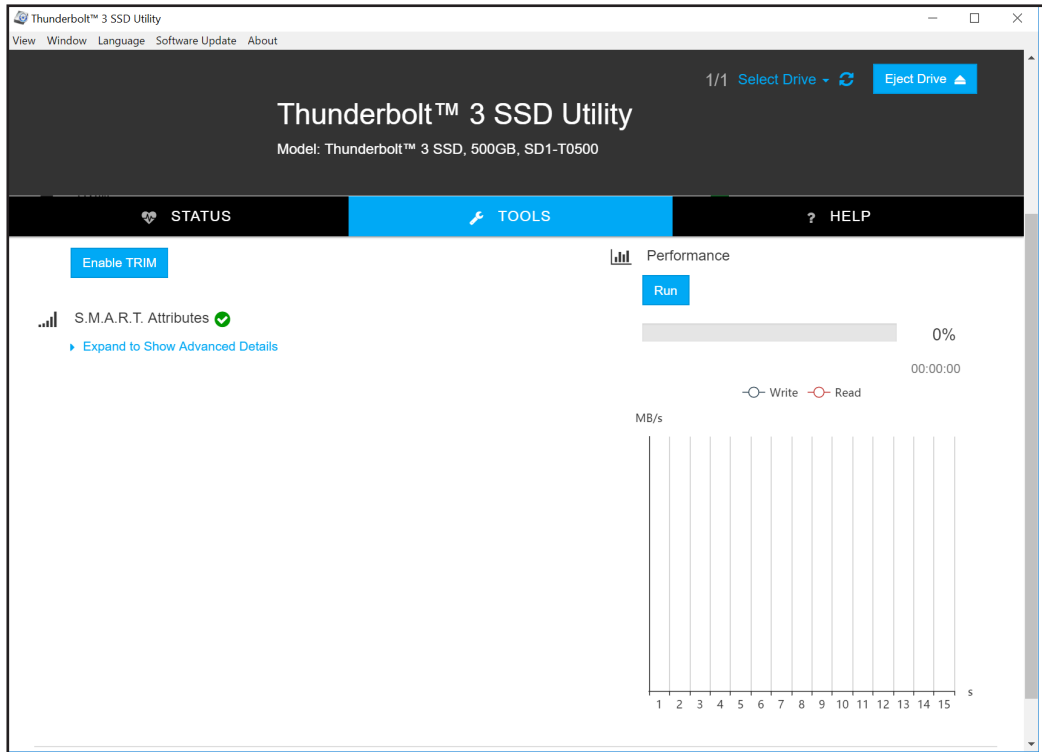 Thunderbolt™ 3 SSD Utility
View Window Language Software Update About
1/1 Select Drive Eject Drive
Thunderbolt™ 3 SSD Utility
Model: Thunderbolt™ 3 SSD, 500GB, SD1-T0500
STATUS TOOLS ? HELP
Enable TRIM
Performance
Run
S.M.A.R.T. Attributes
Expand to Show Advanced Details
0%
00:00:00
Write Read
MB/s
s
1 2 3 4 5 6 7 8 9 10 11 12 13 14 15